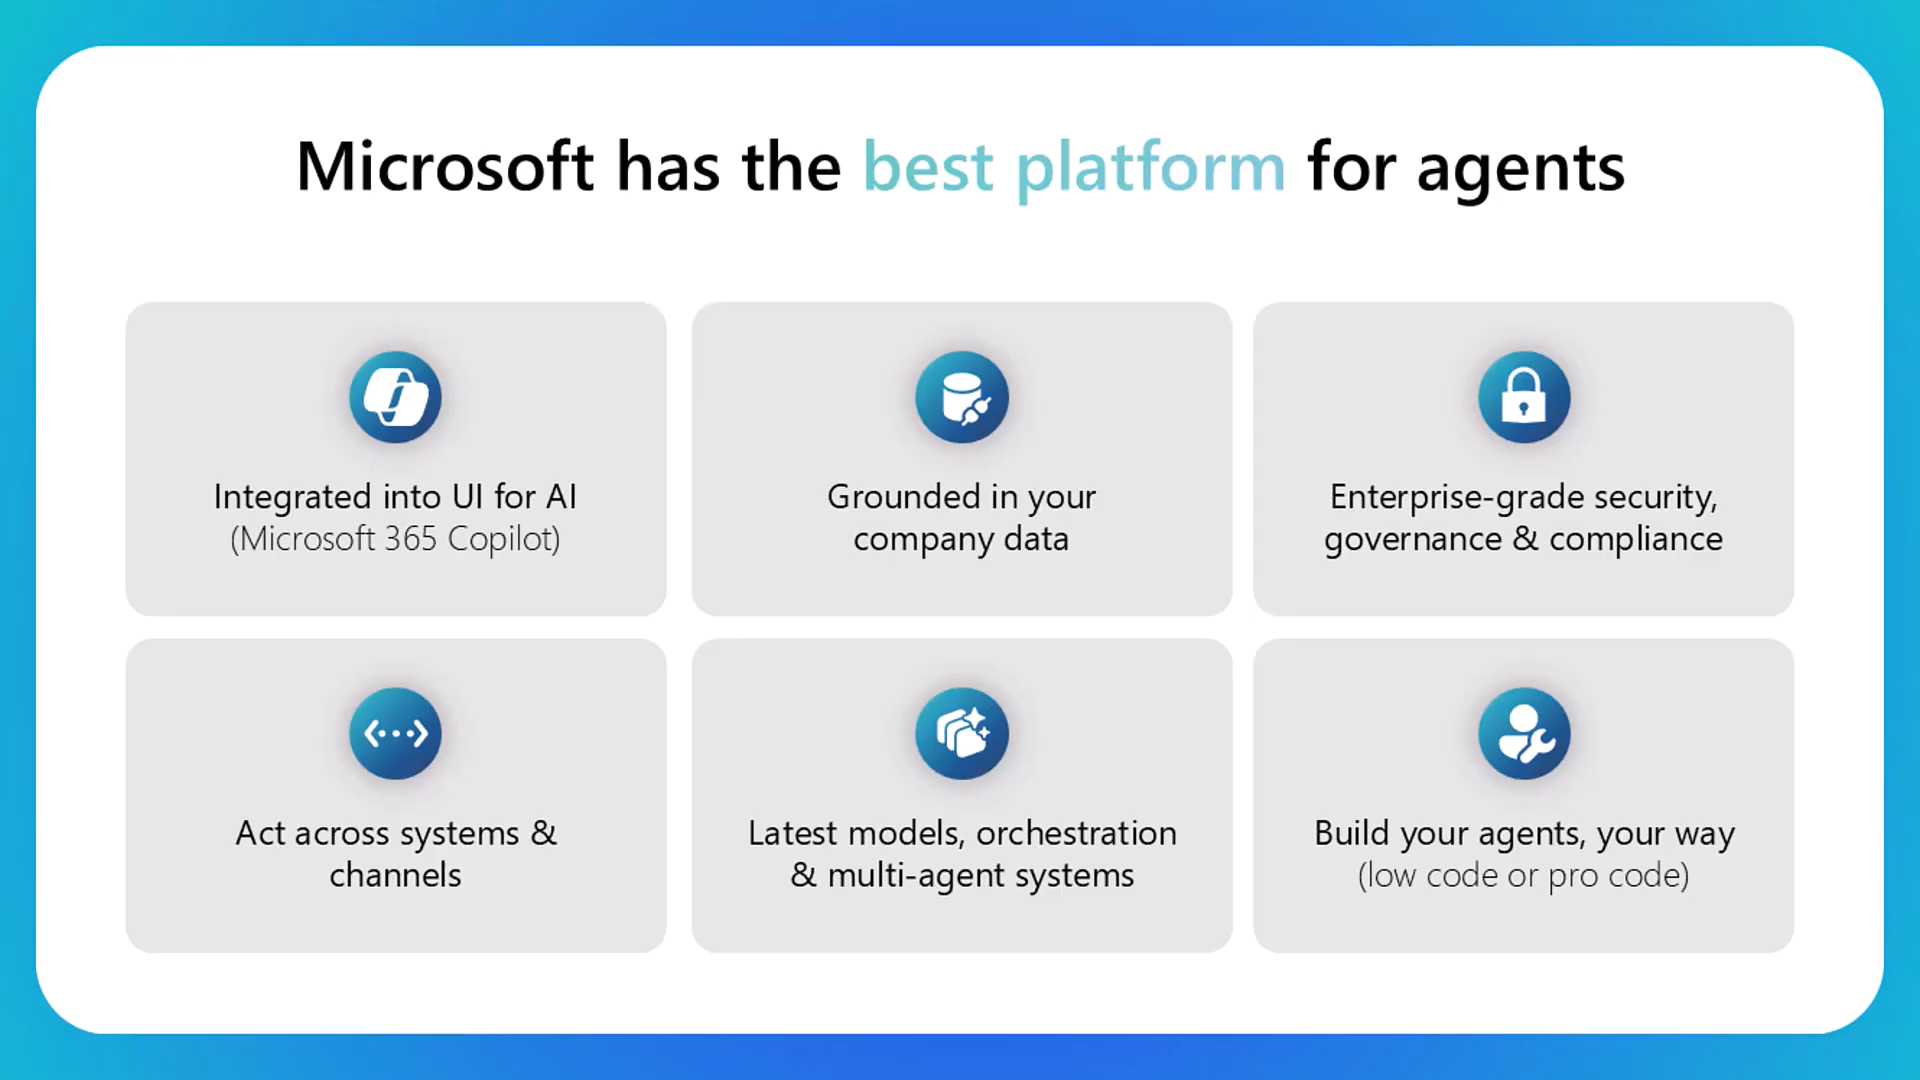 Microsoft has the best platform for agents
Integrated into UI for AI
(Microsoft 365 Copilot)
Grounded in your
company data
Enterprise-grade security,
governance & compliance
Act across systems &
channels
Latest models, orchestration
& multi-agent systems
Build your agents, your way
(low code or pro code)